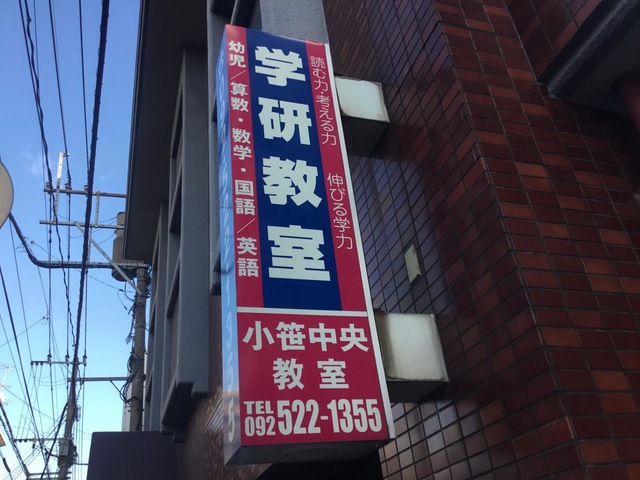 読む力・考える力　伸びる学力
学研教室
幼児／算数・数学・国語／英語
小笹中央
教室
TEL
092 522-1355